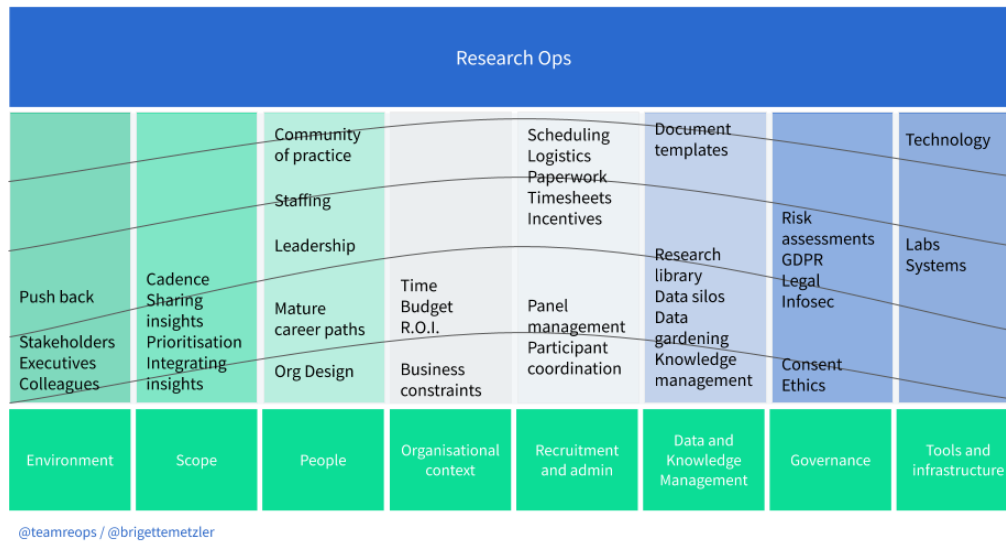 Research Ops
Push back
Stakeholders
Executives
Colleagues
Cadence
Sharing
insights
Prioritisation
Integrating
insights
Community
of practice
Staffing
Leadership
Mature
career paths
Org Design
Time
Budget
R.O.I.
Business
constraints
Scheduling
Logistics
Paperwork
Timesheets
Incentives
Panel
management
Participant
coordination
Document
templates
Research
library
Data silos
Data
gardening
Knowledge
management
Risk
assessments
GDPR
Legal
Infosec
Consent
Ethics
Technology
Labs
Systems
Environment
Scope
People
Organisational
context
Recruitment
and admin
Data and
Knowledge
Management
Governance
Tools and
infrastructure
@teamreops / @brigettemetzler